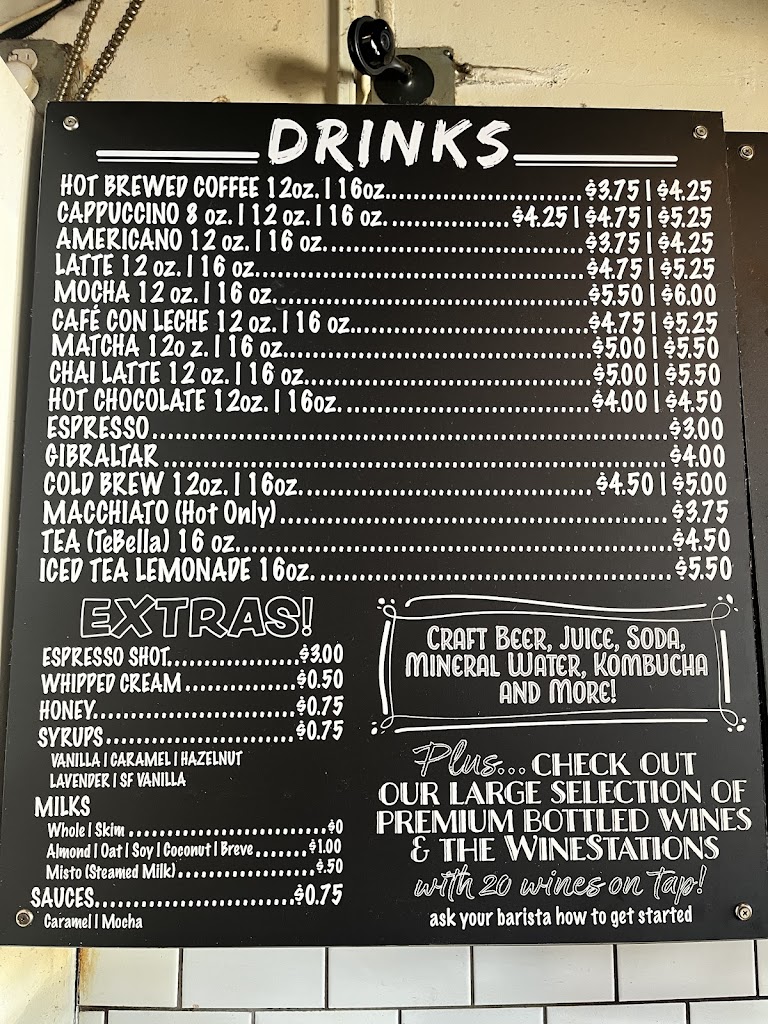 DRINKS
HOT BREWED COFFEE 12oz. | 16oz.......................... $3.75 | $4.25
CAPPUCCINO 8 oz. | 12 oz. | 16 oz................ $4.25 | $4.75 | $5.25
AMERICANO 12 oz. | 16 oz.................................. $3.75 | $4.25
LATTE 12 oz. | 16 oz........................................... $4.75 | $5.25
MOCHA 12 oz. | 16 oz......................................... $5.50 | $6.00
CAFÉ CON LECHE 12 oz. | 16 oz.............................. $4.75 | $5.25
MATCHA 12o z. | 16 oz........................................ $5.00 | $5.50
CHAI LATTE 12 oz. | 16 oz..................................... $5.00 | $5.50
HOT CHOCOLATE 12oz. | 16oz................................ $4.00 | $4.50
ESPRESSO.................................................................... $3.00
GIBRALTAR.................................................................. $4.00
COLD BREW 12oz. | 16oz...................................... $4.50 | $5.00
MACCHIATO (Hot Only)................................................... $3.75
TEA (TeBella) 16 oz......................................................... $4.50
ICED TEA LEMONADE 16oz............................................... $5.50
EXTRAS!
ESPRESSO SHOT.................. $3.00
WHIPPED CREAM............... $0.50
HONEY........................... $0.75
SYRUPS.......................... $0.75
VANILLA | CARAMEL | HAZELNUT
LAVENDER | SF VANILLA
MILKS
Whole | Skim............................... $0
Almond | Oat | Soy | Coconut | Breve....... $1.00
Misto (Steamed Milk)..................... $.50
SAUCES........................... $0.75
Caramel | Mocha
CRAFT BEER, JUICE, SODA,
MINERAL WATER, KOMBUCHA
AND MORE!
Plus... CHECK OUT
OUR LARGE SELECTION OF
PREMIUM BOTTLED WINES
& THE WINESTATIONS
with 20 wines on tap!
ask your barista how to get started